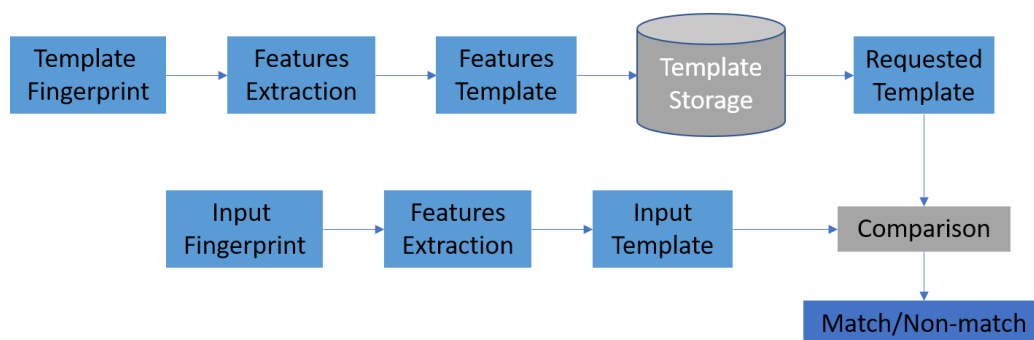 Template
Fingerprint
Features
Extraction
Features
Template
Template
Storage
Requested
Template
Input
Fingerprint
Features
Extraction
Input
Template
Comparison
Match/Non-match